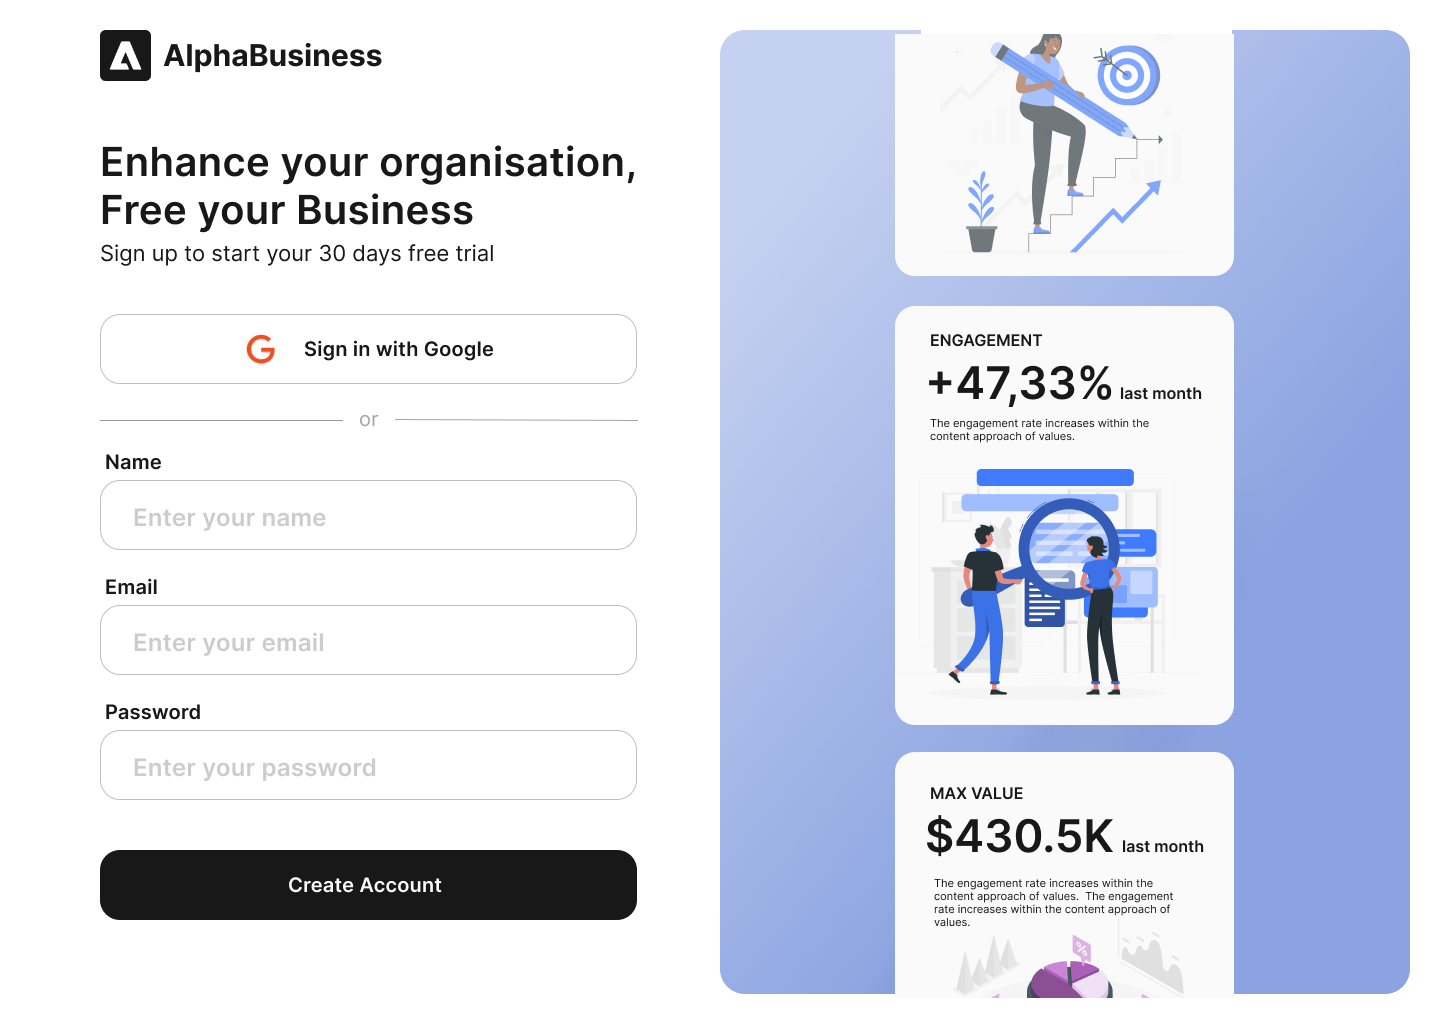 AlphaBusiness
Enhance your organisation,
Free your Business
Sign up to start your 30 days free trial
Sign in with Google
or
Name
Enter your name
Email
Enter your email
Password
Enter your password
Create Account
ENGAGEMENT
+47,33% last month
The engagement rate increases within the
content approach of values.
MAX VALUE
$430.5K last month
The engagement rate increases within the
content approach of values.  The engagement
rate increases within the content approach of
values.
%